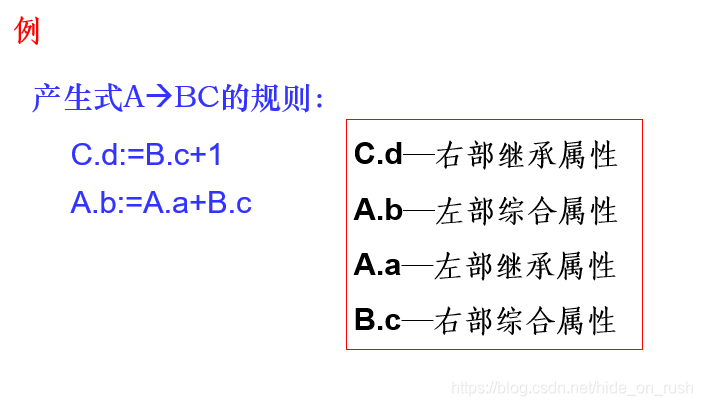 例
产生式A→BC的规则：
C.d:=B.c+1
A.b:=A.a+B.c
C.d—右部继承属性
A.b—左部综合属性
A.a—左部继承属性
B.c—右部综合属性
https://blog.csdn.net/hide_on_rush